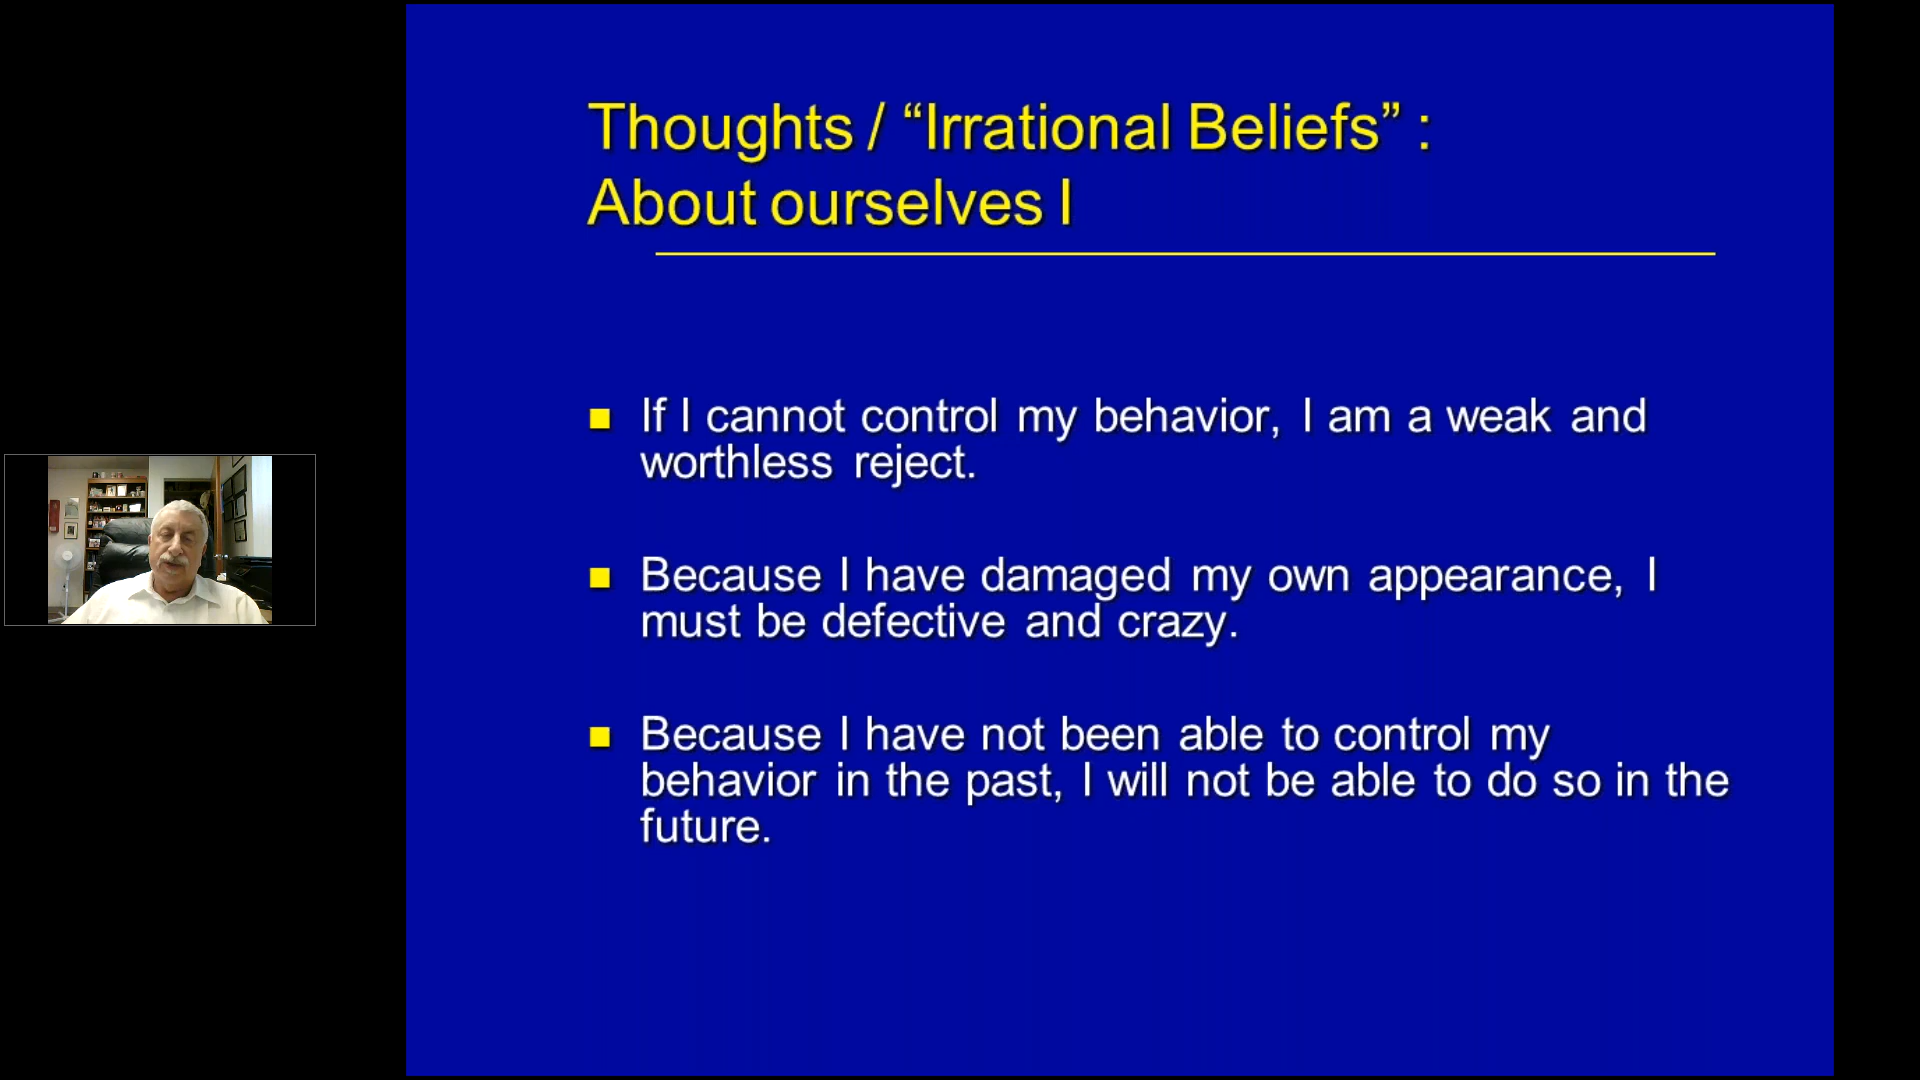 Thoughts / “Irrational Beliefs” :
About ourselves I
If I cannot control my behavior, I am a weak and
worthless reject.
Because I have damaged my own appearance, I
must be defective and crazy.
Because I have not been able to control my
behavior in the past, I will not be able to do so in the
future.